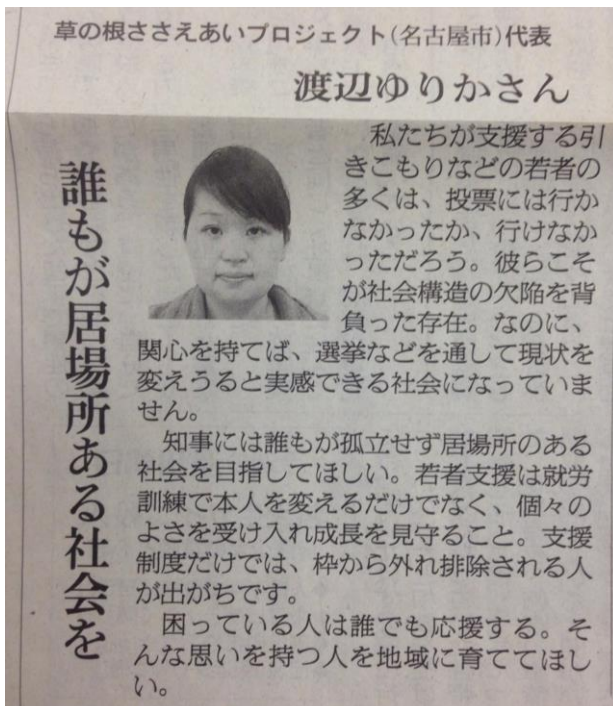 草の根ささえあいプロジェクト(名古屋市)代表
渡辺ゆりかさん
誰もが居場所ある社会を
私たちが支援する引
きこもりなどの若者の
多くは、投票には行か
なかったか、行けなか
っただろう。彼らこそ
が社会構造の欠陥を背
負った存在。なのに、
関心を持てば、選挙などを通して現状を
変えうると実感できる社会になっていま
せん。
知事には誰もが孤立せず居場所のある
社会を目指してほしい。若者支援は就労
訓練で本人を変えるだけでなく、個々の
よさを受け入れ成長を見守ること。支援
制度だけでは、枠から外れ排除される人
が出がちです。
困っている人は誰でも応援する。そ
んな思いを持つ人を地域に育ててほし
い。